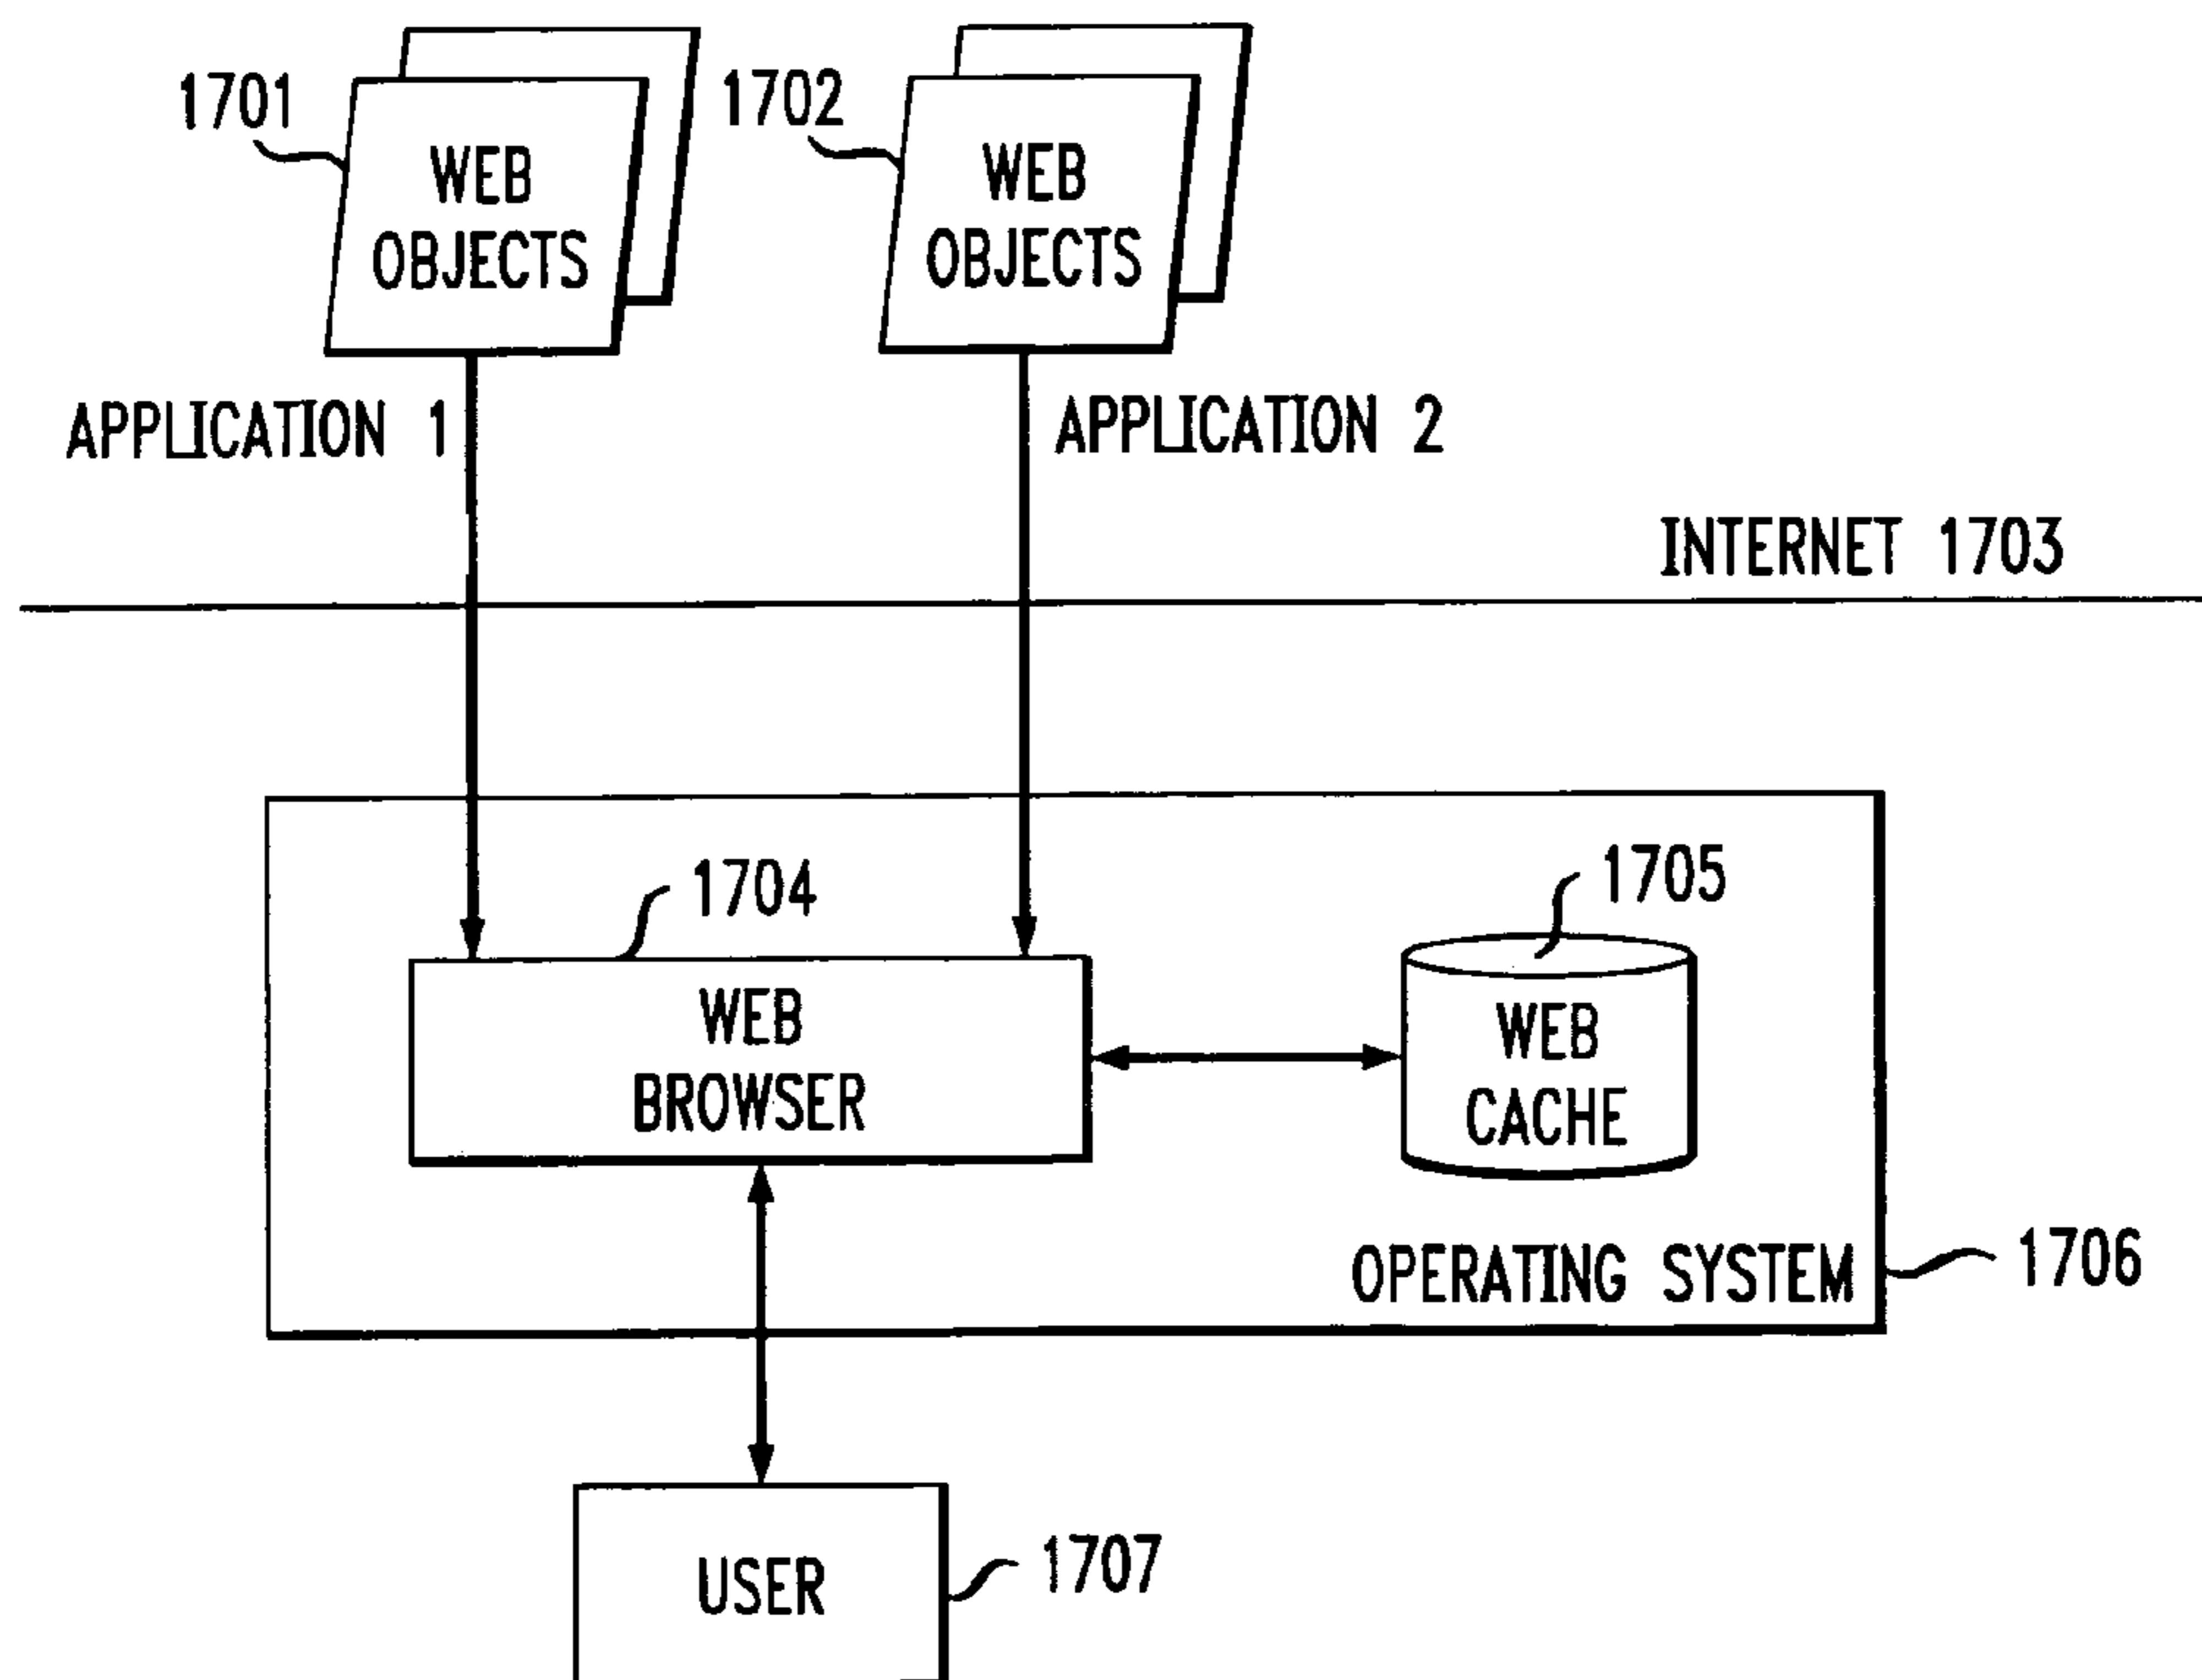 1701
WEB
OBJECTS
1702
WEB
OBJECTS
APPLICATION 1
APPLICATION 2
INTERNET 1703
1704
WEB
BROWSER
1705
WEB
CACHE
OPERATING SYSTEM
1706
USER
1707